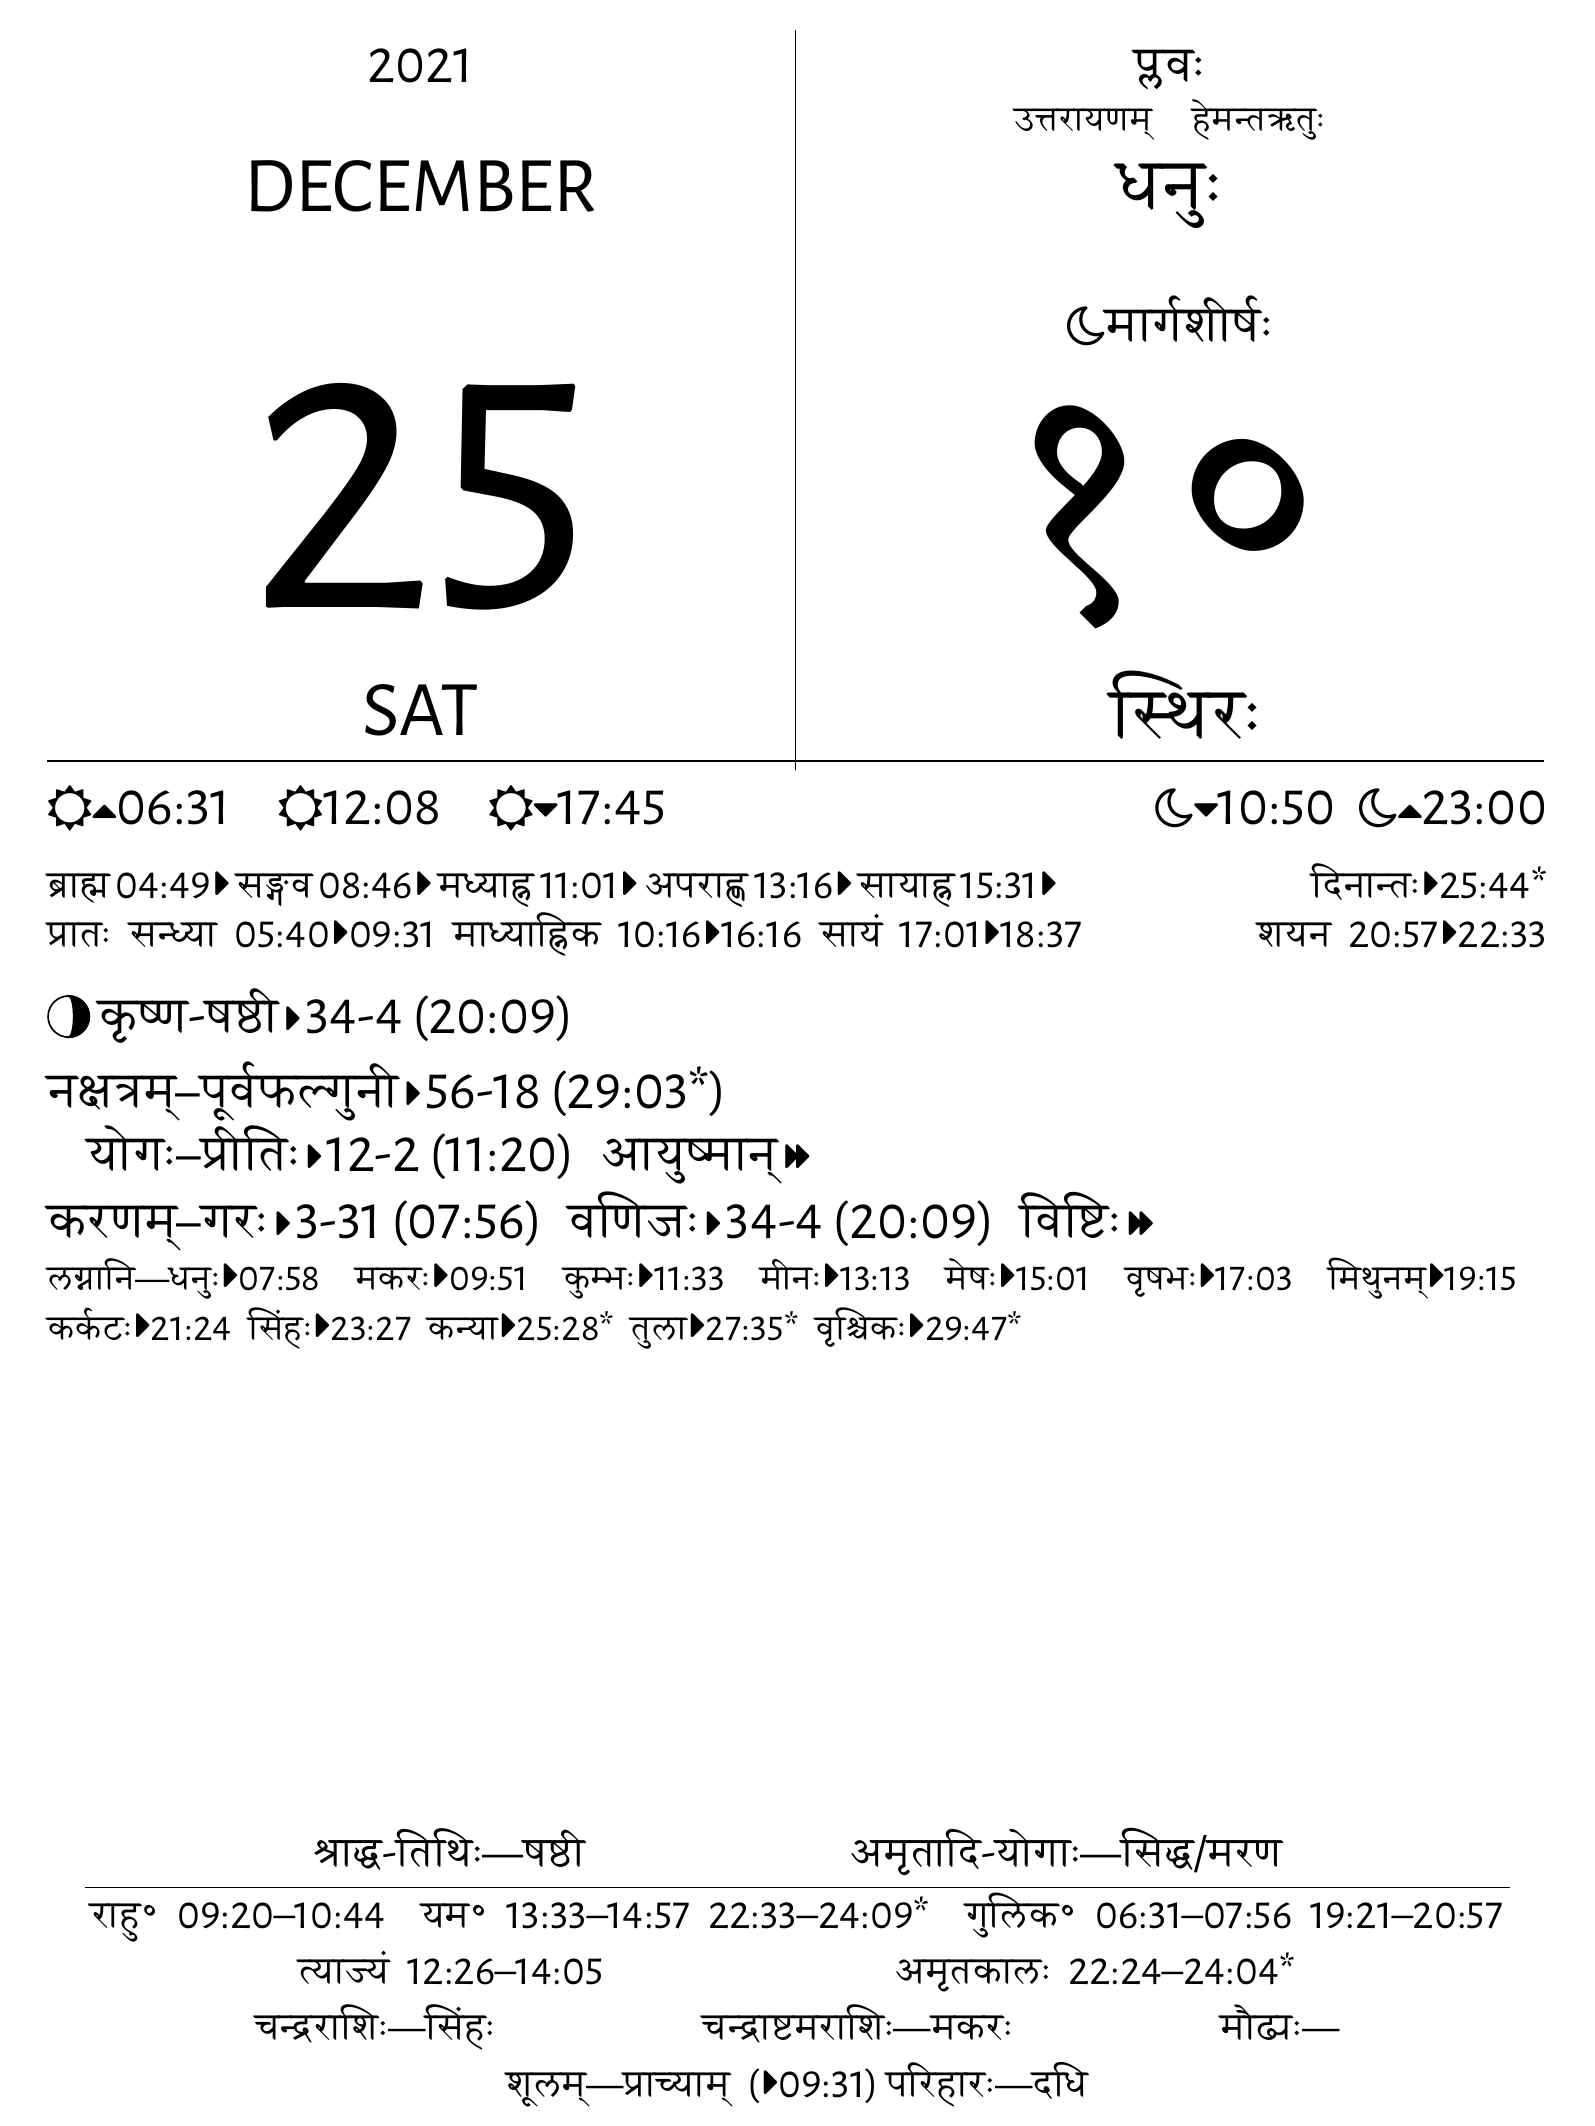 2021
DECEMBER
25
SAT
प्लवः
उत्तरायणम् हेमन्तऋतुः
धनुः
मार्गशीर्षः
१०
स्थिरः
06:31 12:08 17:45 10:50 23:00
ब्राह्म 04:49 सङ्गव 08:46 मध्याह्न 11:01 अपराह्ण 13:16 सायाह्न 15:31 दिनान्तः 25:44*
प्रातः सन्ध्या 05:40 09:31 माध्याह्निक 10:16 16:16 सायं 17:01 18:37 शयन 20:57 22:33
कृष्ण-षष्ठी 34-4 (20:09)
नक्षत्रम्–पूर्वफल्गुनी 56-18 (29:03*)
योगः–प्रीतिः 12-2 (11:20) आयुष्मान्
करणम्–गरः 3-31 (07:56) वणिजः 34-4 (20:09) विष्टिः
लग्नानि—धनुः 07:58 मकरः 09:51 कुम्भः 11:33 मीनः 13:13 मेषः 15:01 वृषभः 17:03 मिथुनम् 19:15
कर्कटः 21:24 सिंहः 23:27 कन्या 25:28* तुला 27:35* वृश्चिकः 29:47*
श्राद्ध-तिथिः—षष्ठी अमृतादि-योगाः—सिद्ध/मरण
राहु॰ 09:20–10:44 यम॰ 13:33–14:57 22:33–24:09* गुलिक॰ 06:31–07:56 19:21–20:57
त्याज्यं 12:26–14:05 अमृतकालः 22:24–24:04*
चन्द्रराशिः—सिंहः चन्द्राष्टमराशिः—मकरः मौढ्यः—
शूलम्—प्राच्याम् (09:31) परिहारः—दधि